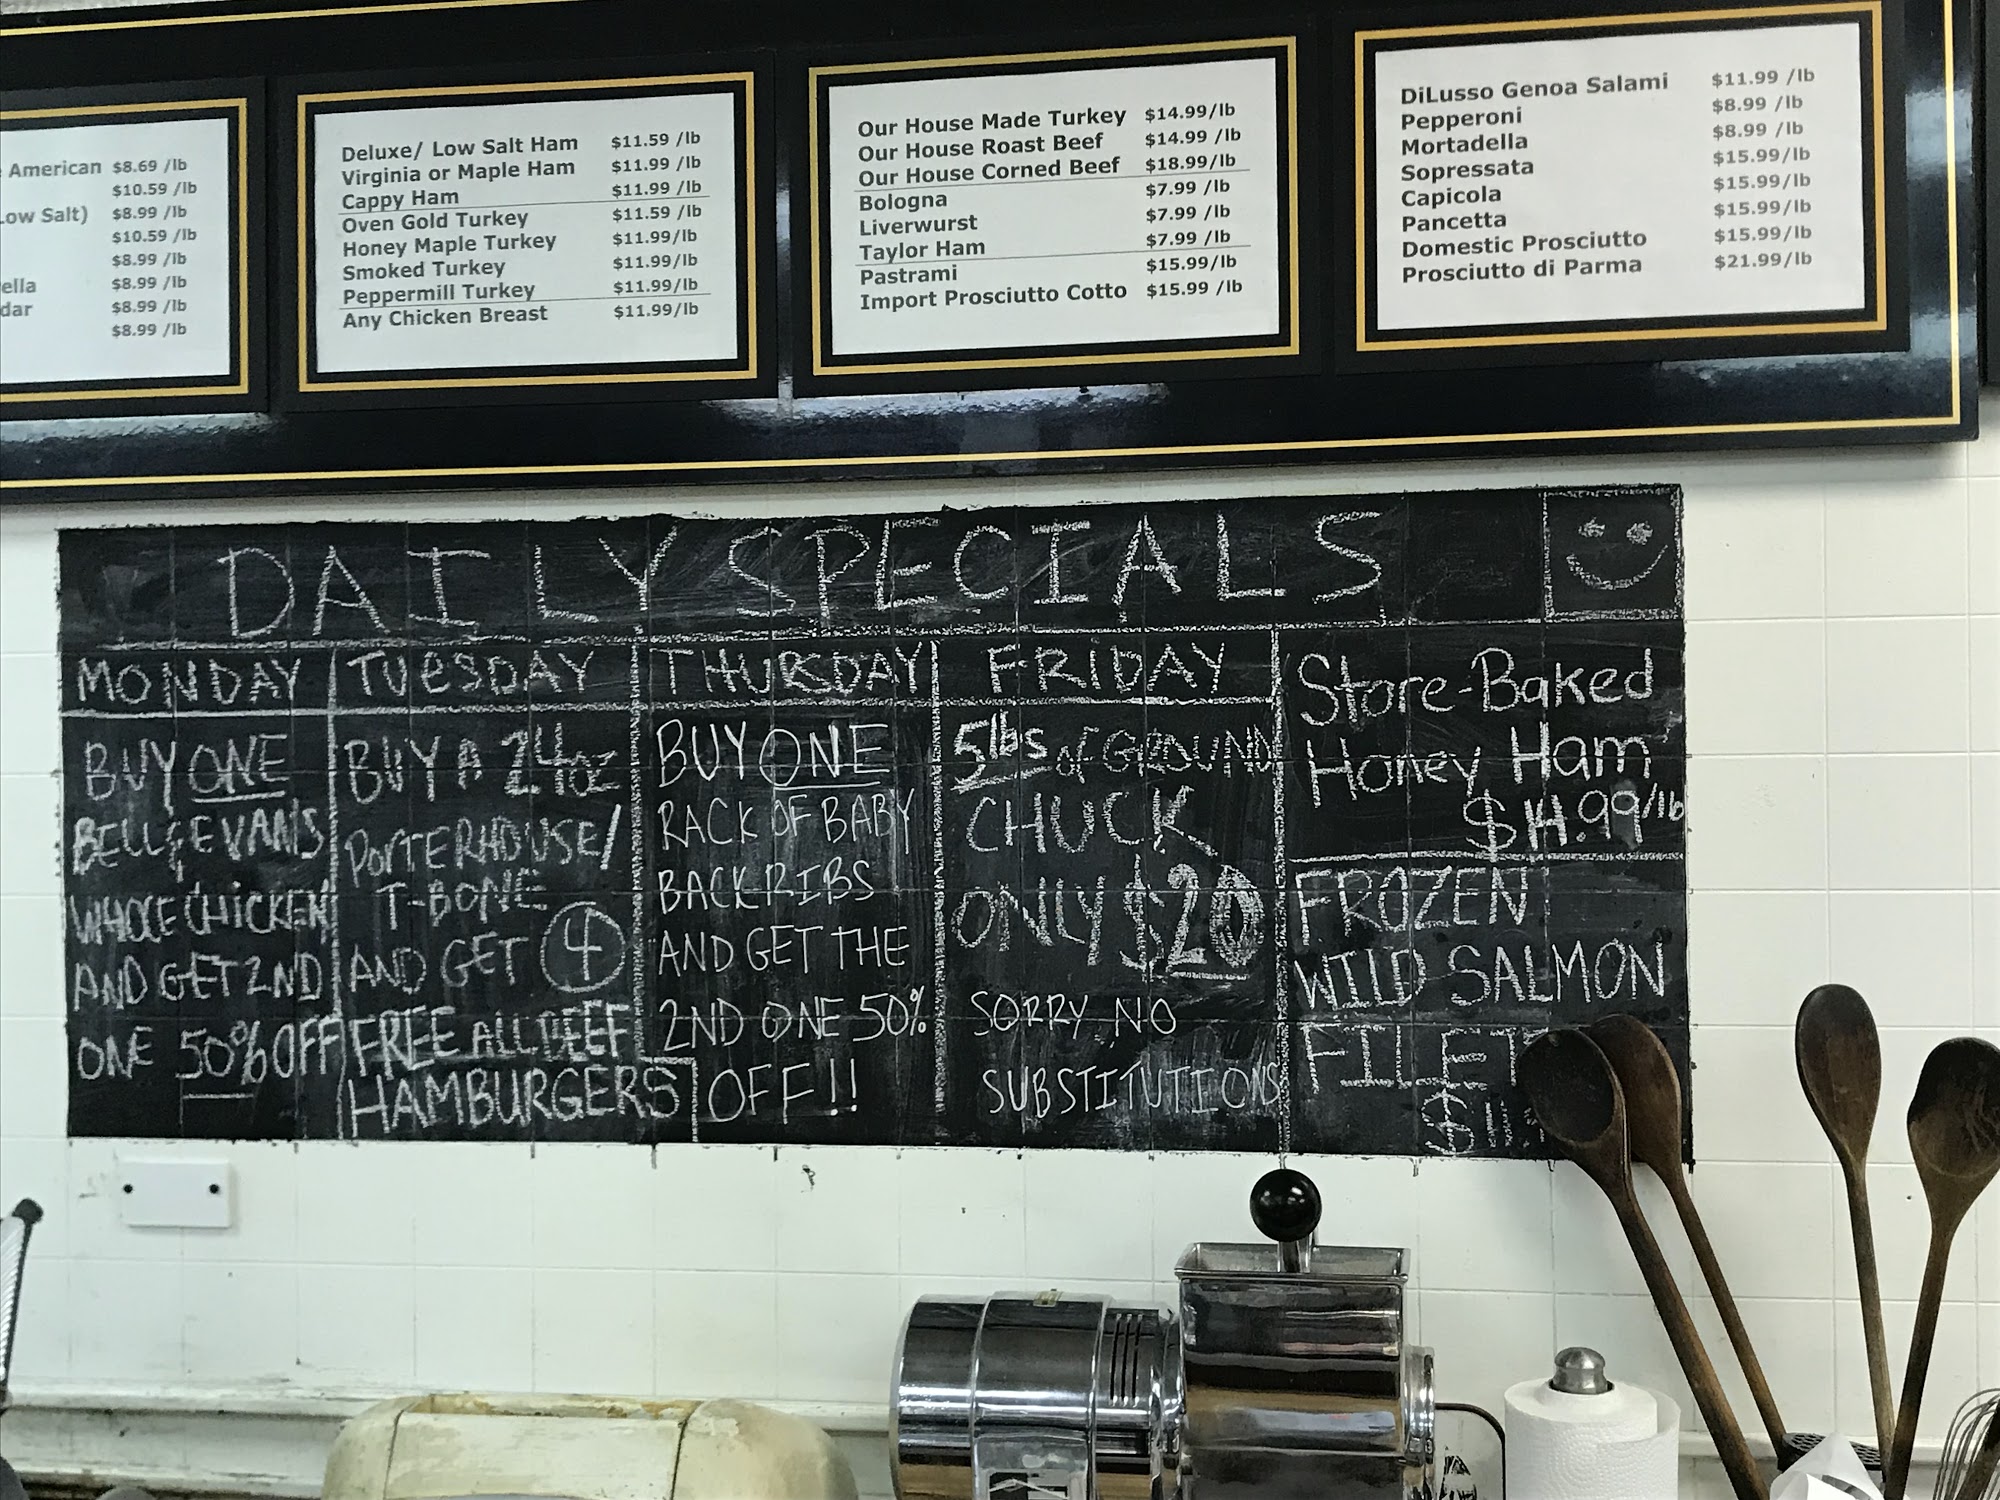 American $8.69 /lb
$10.59 /lb
Low Salt) $8.99 /lb
$10.59 /lb
$8.99 /lb
ella $8.99 /lb
dar $8.99 /lb
$8.99 /lb
Deluxe/ Low Salt Ham $11.59 /lb
Virginia or Maple Ham $11.99 /lb
Cappy Ham $11.99 /lb
Oven Gold Turkey $11.59 /lb
Honey Maple Turkey $11.99/lb
Smoked Turkey $11.99/lb
Peppermill Turkey $11.99/lb
Any Chicken Breast $11.99/lb
Our House Made Turkey $14.99/lb
Our House Roast Beef $14.99 /lb
Our House Corned Beef $18.99/lb
Bologna $7.99 /lb
Liverwurst $7.99 /lb
Taylor Ham $7.99 /lb
Pastrami $15.99/lb
Import Prosciutto Cotto $15.99 /lb
DiLusso Genoa Salami $11.99 /lb
Pepperoni $8.99 /lb
Mortadella $8.99 /lb
Sopressata $15.99/lb
Capicola $15.99/lb
Pancetta $15.99/lb
Domestic Prosciutto $15.99/lb
Prosciutto di Parma $21.99/lb
DAILY SPECIALS
MONDAY
BUY ONE
BELL & EVAN'S
WHOLE CHICKEN
AND GET 2ND
ONE 50% OFF
TUESDAY
BUY A 24oz
PORTERHOUSE/
T-BONE
AND GET 4
FREE ALL BEEF
HAMBURGERS
THURSDAY
BUY ONE
RACK OF BABY
BACK RIBS
AND GET THE
2ND ONE 50%
OFF!!
FRIDAY
5lbs of GROUND
CHUCK
ONLY $20
SORRY NO
SUBSTITUTIONS
Store-Baked
Honey Ham
$14.99/lb
FROZEN
WILD SALMON
FILET